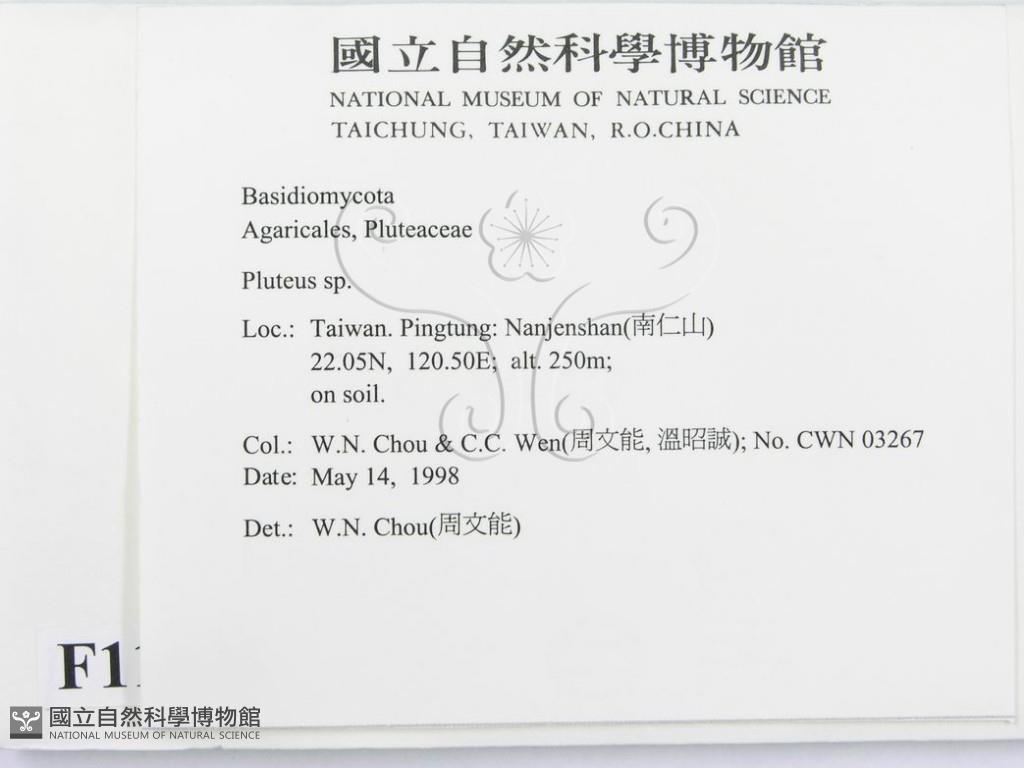 國立自然科學博物館
NATIONAL MUSEUM OF NATURAL SCIENCE
TAICHUNG, TAIWAN, R.O.CHINA
Basidiomycota
Agaricales, Pluteaceae
Pluteus sp.
Loc.: Taiwan. Pingtung: Nanjenshan(南仁山)
22.05N, 120.50E; alt. 250m;
on soil.
Col.: W.N. Chou & C.C. Wen(周文能, 溫昭誠); No. CWN 03267
Date: May 14, 1998
Det.: W.N. Chou(周文能)
國立自然科學博物館
NATIONAL MUSEUM OF NATURAL SCIENCE